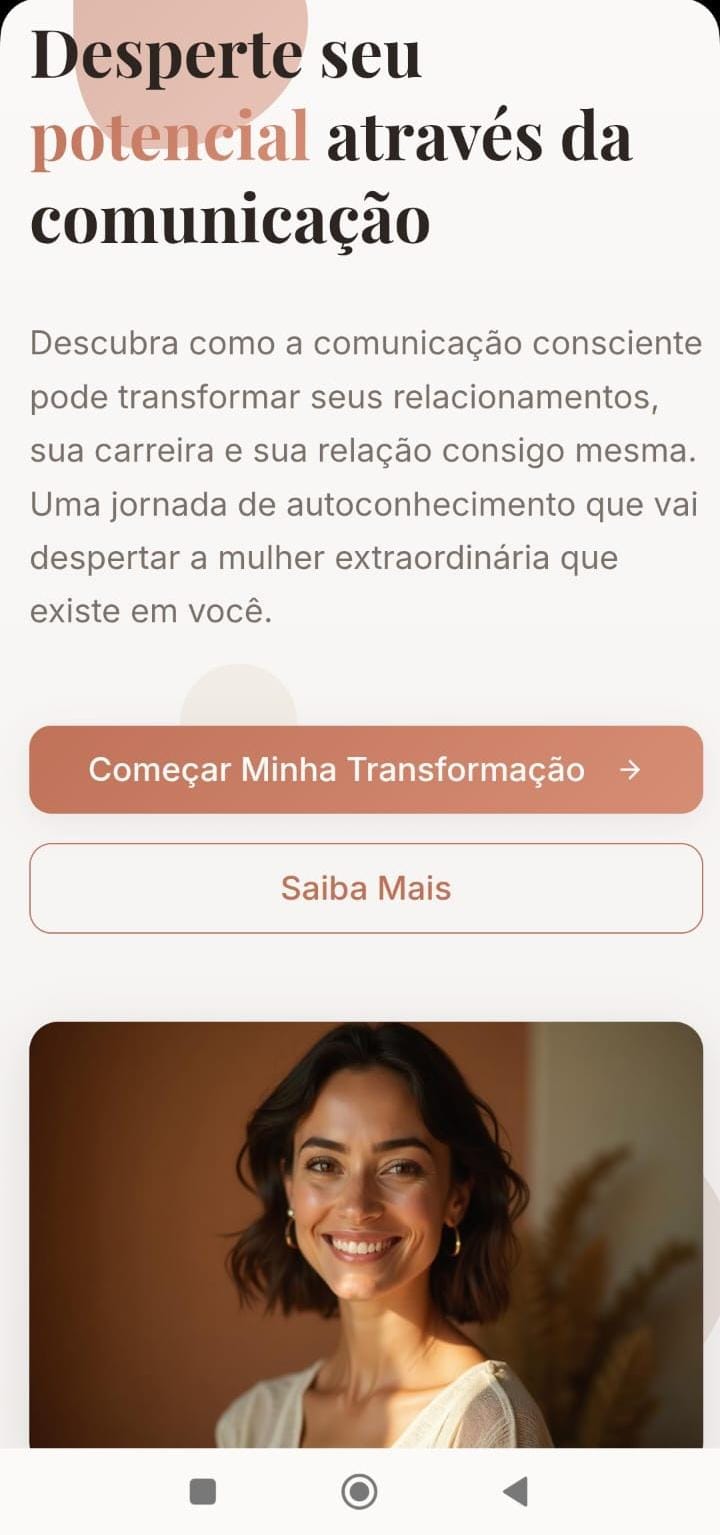 Desperte seu
potencial através da
comunicação
Descubra como a comunicação consciente
pode transformar seus relacionamentos,
sua carreira e sua relação consigo mesma.
Uma jornada de autoconhecimento que vai
despertar a mulher extraordinária que
existe em você.
Começar Minha Transformação →
Saiba Mais